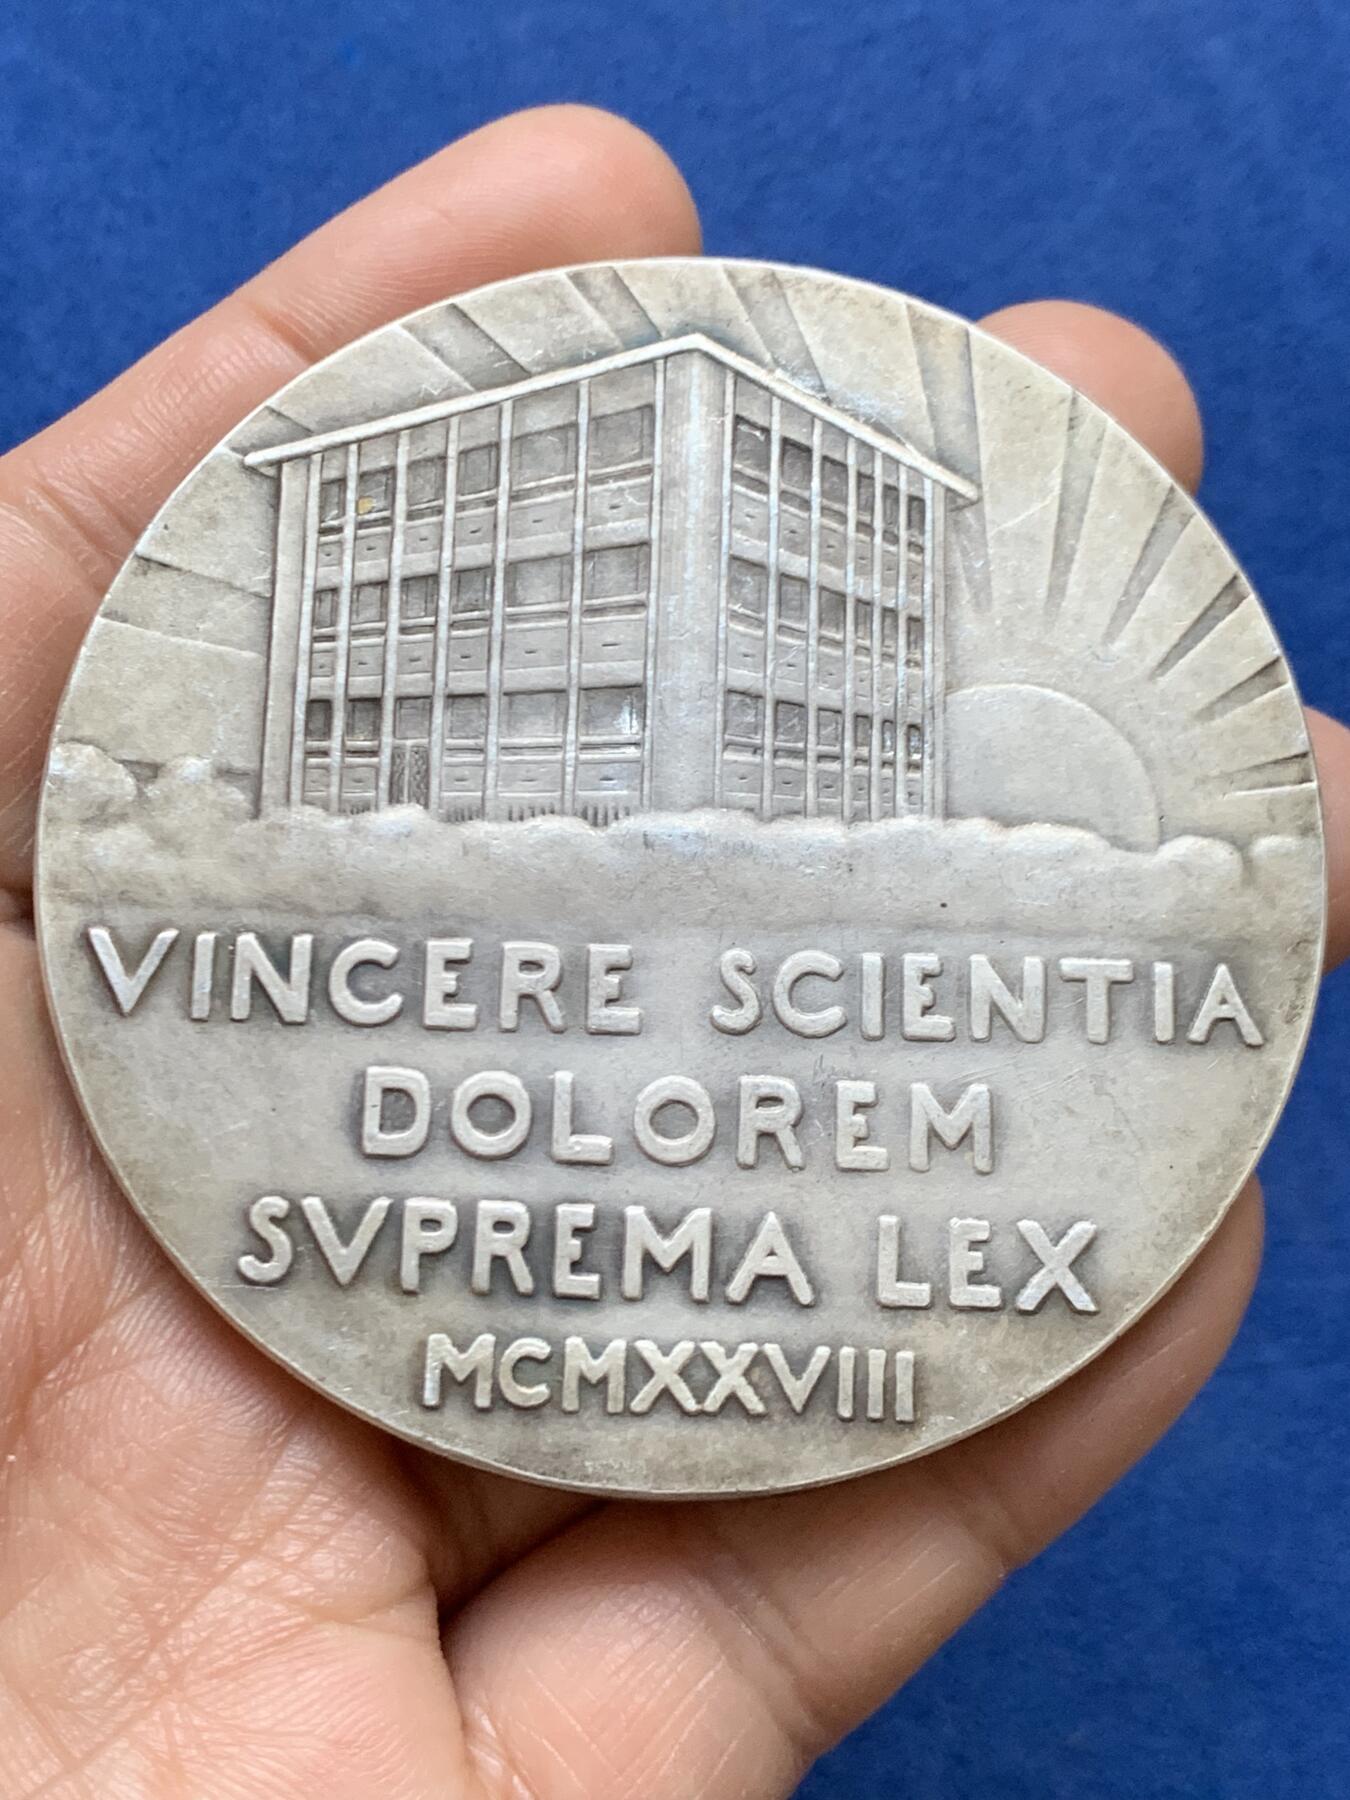 VINCERE SCIENTIA
DOLOREM
SVPREMA LEX
MCMXXVIII